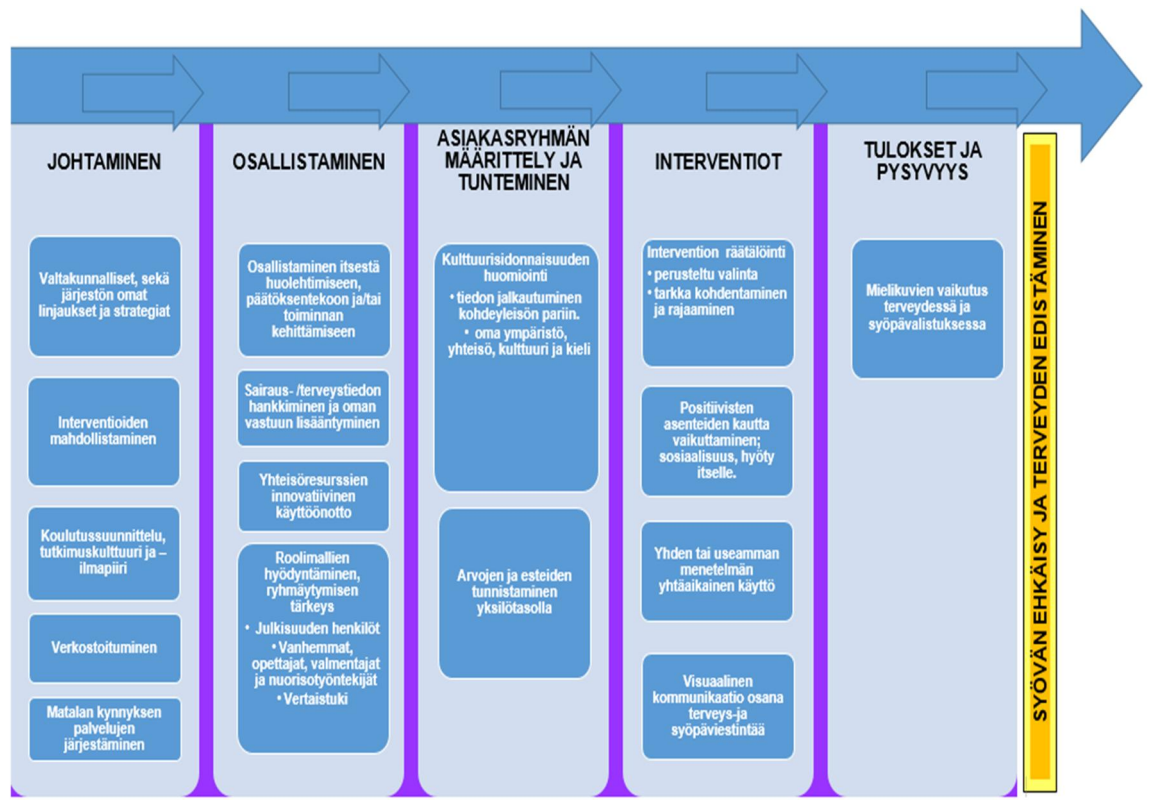 JOHTAMINEN
Valtakunnalliset, sekä
järjestön omat
linjaukset ja strategiat
Interventioiden
mahdollistaminen
Koulutussuunnittelu,
tutkimuskulttuuri ja –
ilmapiiri
Verkostoituminen
Matalan kynnyksen
palvelujen
järjestäminen
OSALLISTAMINEN
Osallistaminen itsestä
huolehtimiseen,
päätöksentekoon ja/tai
toiminnan
kehittämiseen
Sairaus- /terveystiedon
hankkiminen ja oman
vastuun lisääntyminen
Yhteisöresurssien
innovatiivinen
käyttöönotto
Roolimallien
hyödyntäminen,
ryhmäytymisen
tärkeys
• Julkisuuden henkilöt
• Vanhemmat,
opettajat, valmentajat
ja nuorisotyöntekijät
• Vertaistuki
ASIAKASRYHMÄN
MÄÄRITTELY JA
TUNTEMINEN
Kulttuurisidonnaisuuden
huomiointi
• tiedon jalkautuminen
kohdeyleisön pariin.
• oma ympäristö,
yhteisö, kulttuuri ja kieli
Arvojen ja esteiden
tunnistaminen
yksilötasolla
INTERVENTIOT
Intervention räätälöinti
• perusteltu valinta
• tarkka kohdentaminen
ja rajaaminen
Positiivisten
asenteiden kautta
vaikuttaminen;
sosiaalisuus, hyöty
itselle.
Yhden tai useamman
menetelmän
yhtäaikainen käyttö
Visuaalinen
kommunikaatio osana
terveys-ja
syöpäviestintää
TULOKSET JA
PYSYVYYS
Mielikuvien vaikutus
terveydessä ja
syöpävalistuksessa
SYÖVÄN EHKÄISY JA TERVEYDEN EDISTÄMINEN